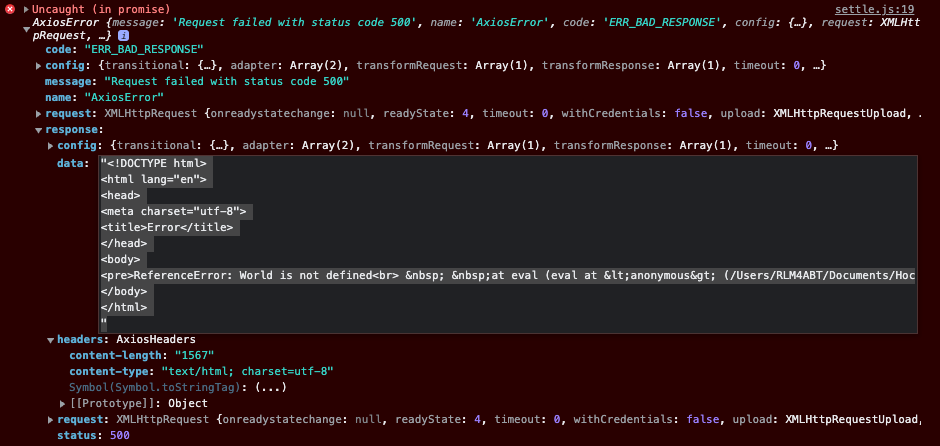 Uncaught (in promise) settle.js:19
AxiosError {message: 'Request failed with status code 500', name: 'AxiosError', code: 'ERR_BAD_RESPONSE', config: {…}, request: XMLHtt
pRequest, …} i
code: "ERR_BAD_RESPONSE"
config: {transitional: {…}, adapter: Array(2), transformRequest: Array(1), transformResponse: Array(1), timeout: 0, …}
message: "Request failed with status code 500"
name: "AxiosError"
request: XMLHttpRequest {onreadystatechange: null, readyState: 4, timeout: 0, withCredentials: false, upload: XMLHttpRequestUpload, .
response:
config: {transitional: {…}, adapter: Array(2), transformRequest: Array(1), transformResponse: Array(1), timeout: 0, …}
data: "<!DOCTYPE html>
<html lang="en">
<head>
<meta charset="utf-8">
<title>Error</title>
</head>
<body>
<pre>ReferenceError: World is not defined<br> &nbsp; &nbsp;at eval (eval at &lt;anonymous&gt; (/Users/RLM4ABT/Documents/Hoc
</body>
</html>
"
headers: AxiosHeaders
content-length: "1567"
content-type: "text/html; charset=utf-8"
Symbol(Symbol.toStringTag): (...)
[[Prototype]]: Object
request: XMLHttpRequest {onreadystatechange: null, readyState: 4, timeout: 0, withCredentials: false, upload: XMLHttpRequestUpload,
status: 500